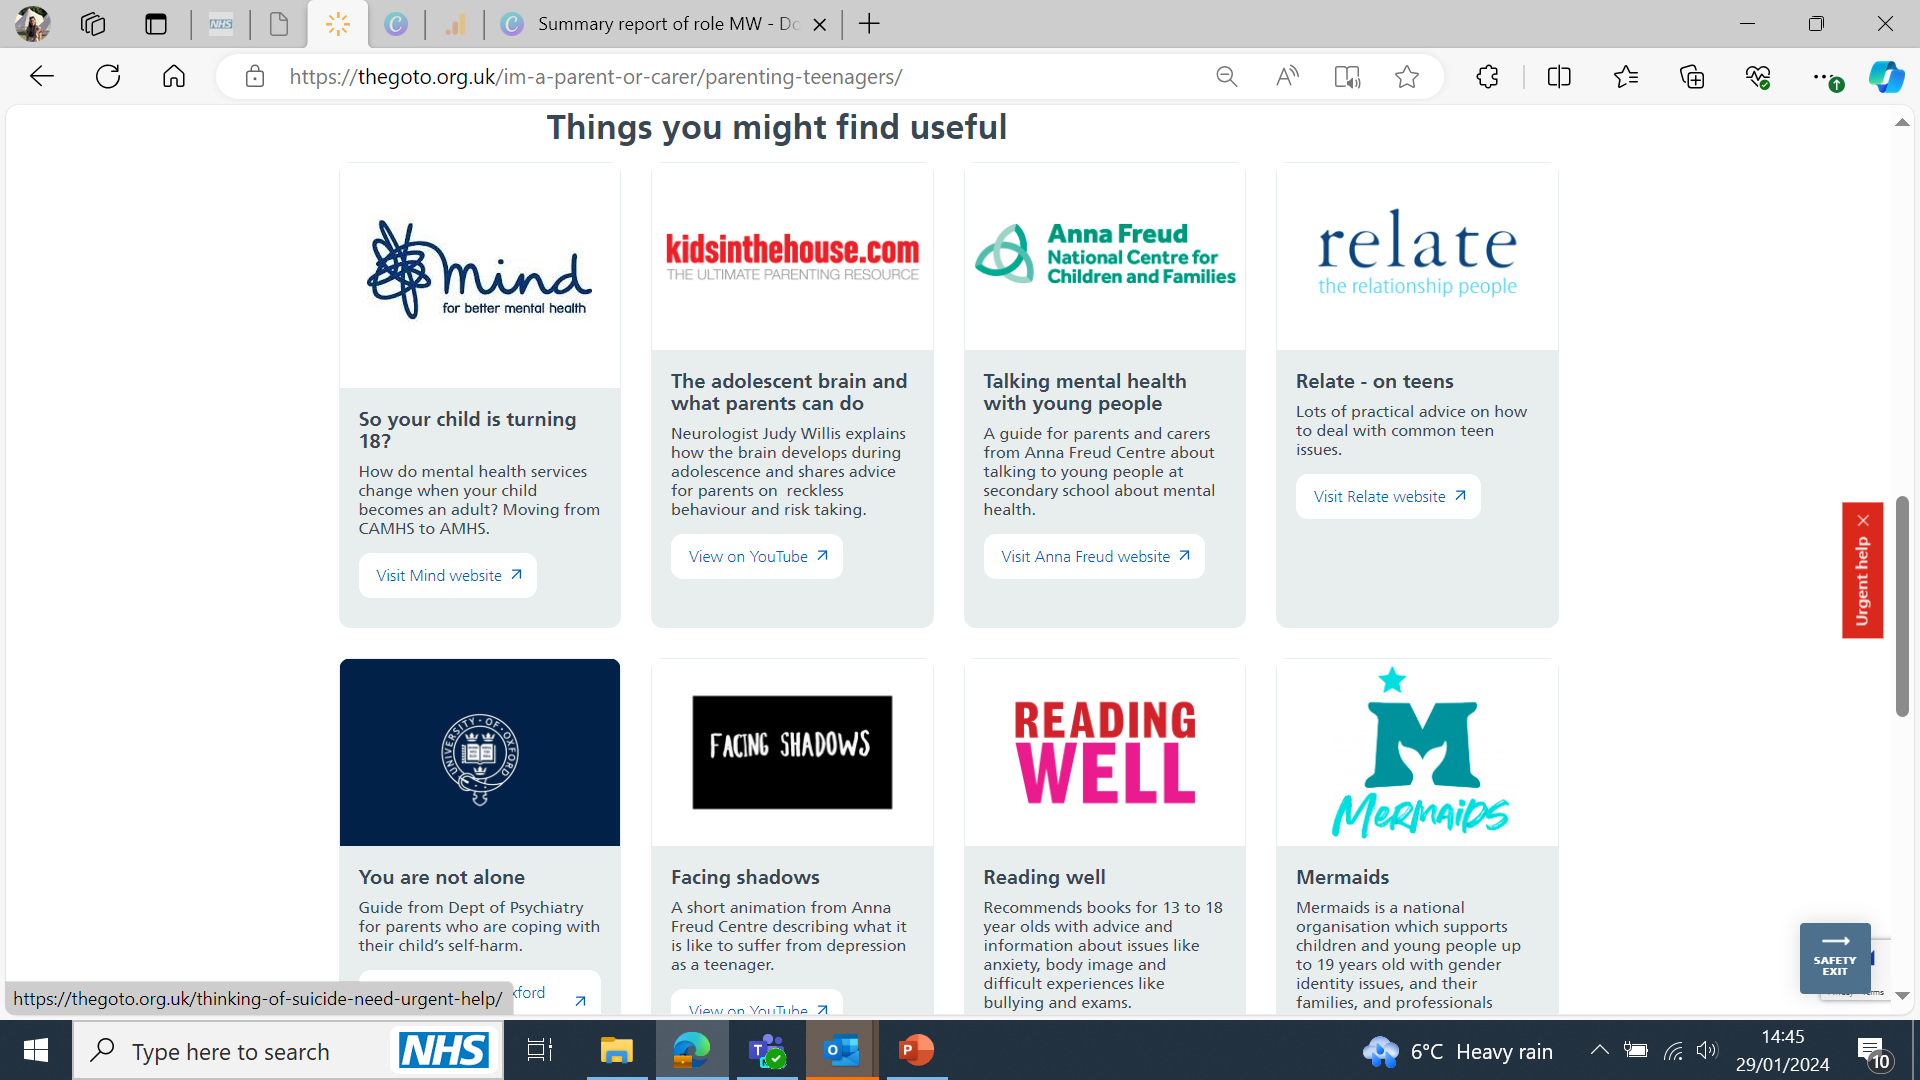 NHS
Summary report of role MW - Do
https://thegoto.org.uk/im-a-parent-or-carer/parenting-teenagers/
Things you might find useful
mind
for better mental health
So your child is turning
18?
How do mental health services
change when your child
becomes an adult? Moving from
CAMHS to AMHS.
Visit Mind website
kidsinthehouse.com
THE ULTIMATE PARENTING RESOURCE
The adolescent brain and
what parents can do
Neurologist Judy Willis explains
how the brain develops during
adolescence and shares advice
for parents on reckless
behaviour and risk taking.
View on YouTube
Anna Freud
National Centre for
Children and Families
Talking mental health
with young people
A guide for parents and carers
from Anna Freud Centre about
talking to young people at
secondary school about mental
health.
Visit Anna Freud website
relate
the relationship people
Relate - on teens
Lots of practical advice on how
to deal with common teen
issues.
Visit Relate website
Urgent help
UNIVERSITY OF OXFORD
You are not alone
Guide from Dept of Psychiatry
for parents who are coping with
their child’s self-harm.
xford
FACING SHADOWS
Facing shadows
A short animation from Anna
Freud Centre describing what it
is like to suffer from depression
as a teenager.
View on YouTube
READING
WELL
Reading well
Recommends books for 13 to 18
year olds with advice and
information about issues like
anxiety, body image and
difficult experiences like
bullying and exams.
M
MERMAIDS
Mermaids
Mermaids is a national
organisation which supports
children and young people up
to 19 years old with gender
identity issues, and their
families, and professionals
SAFETY
EXIT
https://thegoto.org.uk/thinking-of-suicide-need-urgent-help/
Type here to search
NHS
6°C Heavy rain
14:45
29/01/2024
10